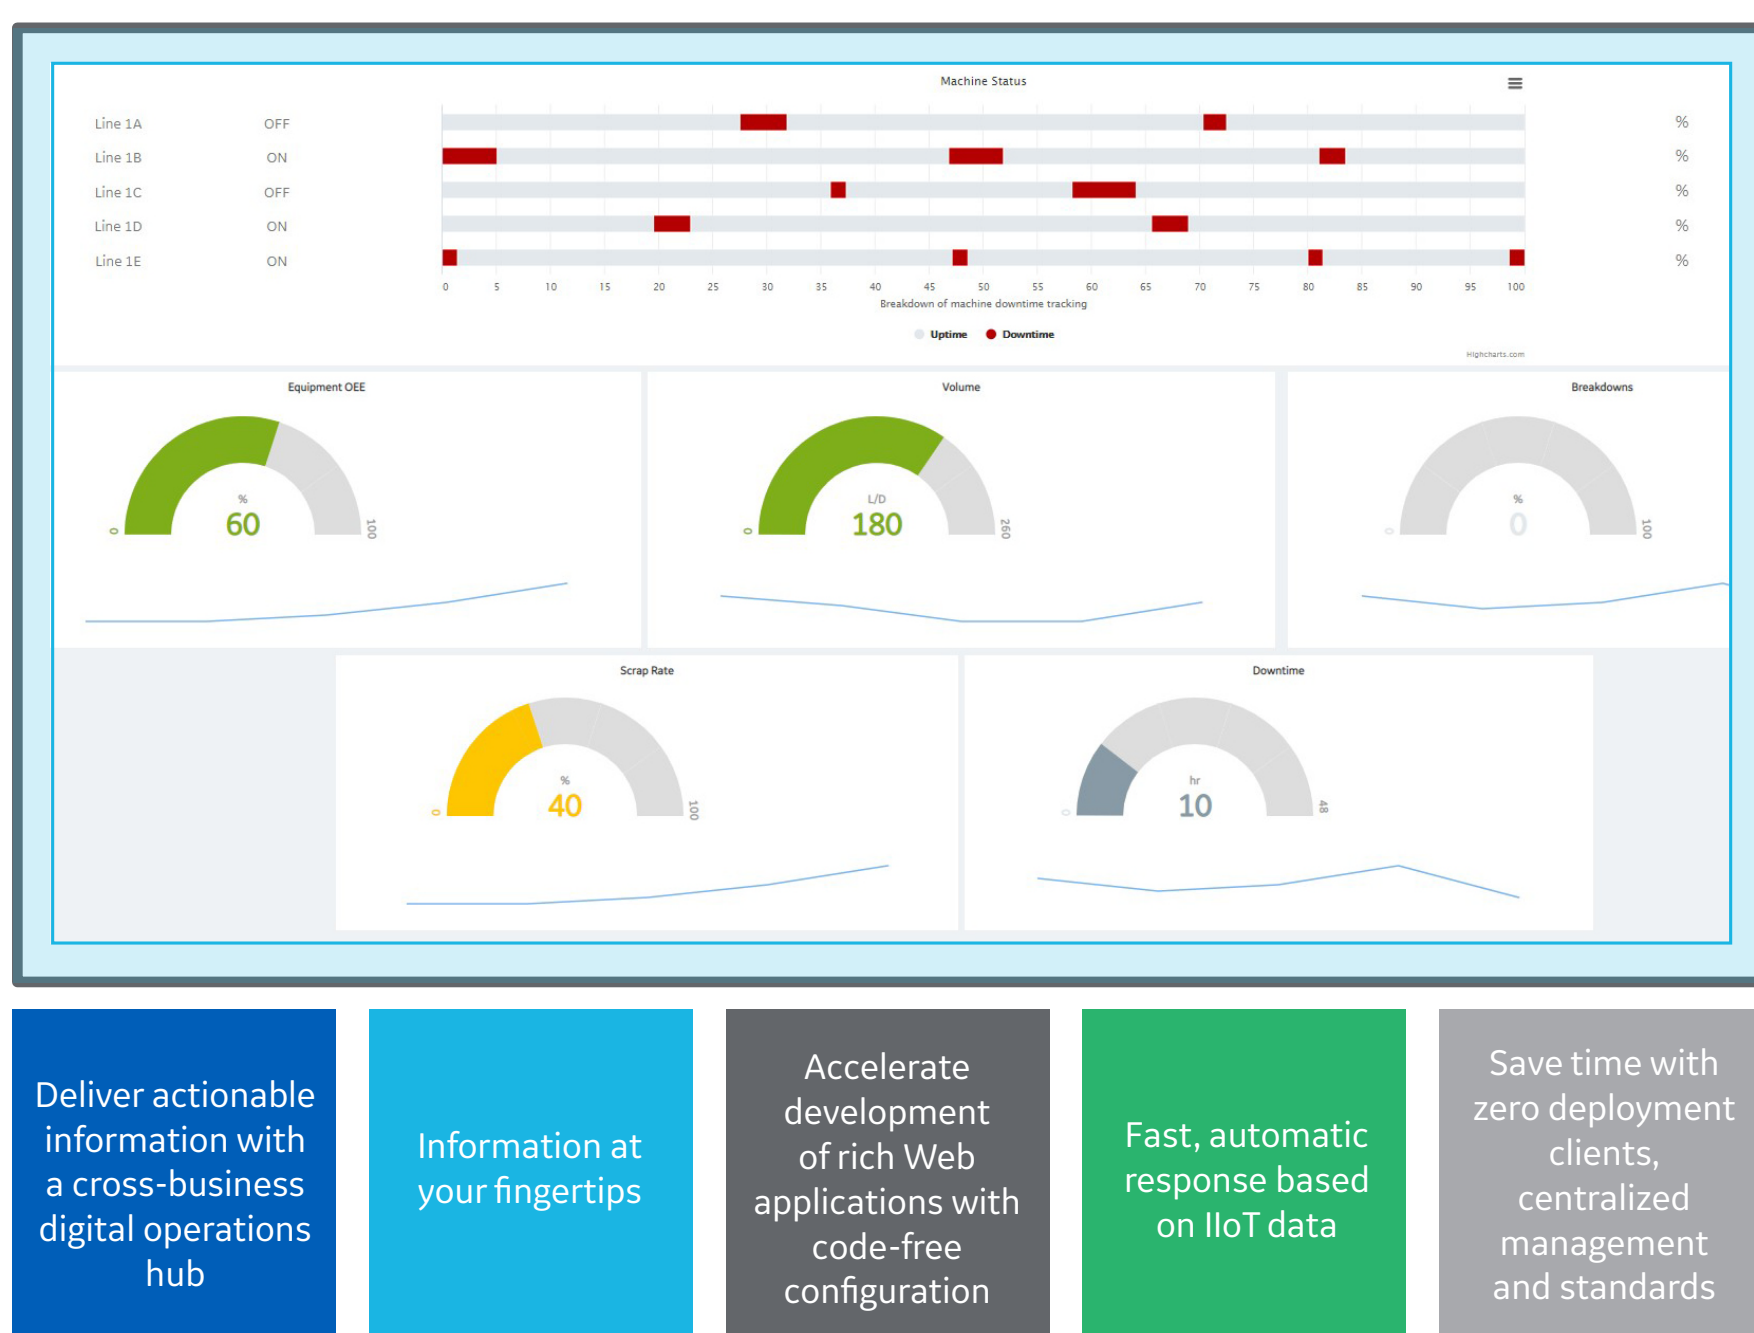 Machine Status
Line 1A OFF %
Line 1B ON %
Line 1C OFF %
Line 1D ON %
Line 1E ON %
0 5 10 15 20 25 30 35 40 45 50 55 60 65 70 75 80 85 90 95 100
Breakdown of machine downtime tracking
Uptime Downtime
Highcharts.com
Equipment OEE
%
60
0
100
Volume
L/D
180
0
260
Breakdowns
%
0
0
100
Scrap Rate
%
40
0
100
Downtime
hr
10
0
48
Deliver actionable
information with
a cross-business
digital operations
hub
Information at
your fingertips
Accelerate
development
of rich Web
applications with
code-free
configuration
Fast, automatic
response based
on IIoT data
Save time with
zero deployment
clients,
centralized
management
and standards